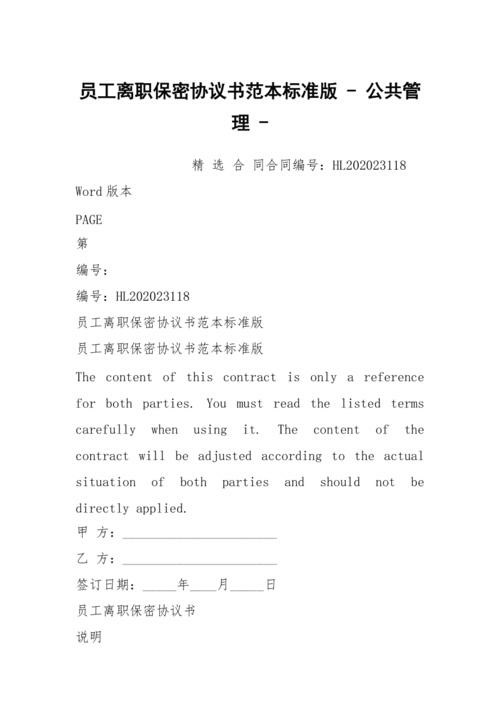 员工离职保密协议书范本标准版 - 公共管
理 -
精 选 合 同合同编号：HL202023118
Word 版本
PAGE
第
编号：
编号：HL202023118
员工离职保密协议书范本标准版
员工离职保密协议书范本标准版
The content of this contract is only a reference
for both parties. You must read the listed terms
carefully when using it. The content of the
contract will be adjusted according to the actual
situation of both parties and should not be
directly applied.
甲 方：_______________________
乙 方：_______________________
签订日期：_____年____月_____日
员工离职保密协议书
说明